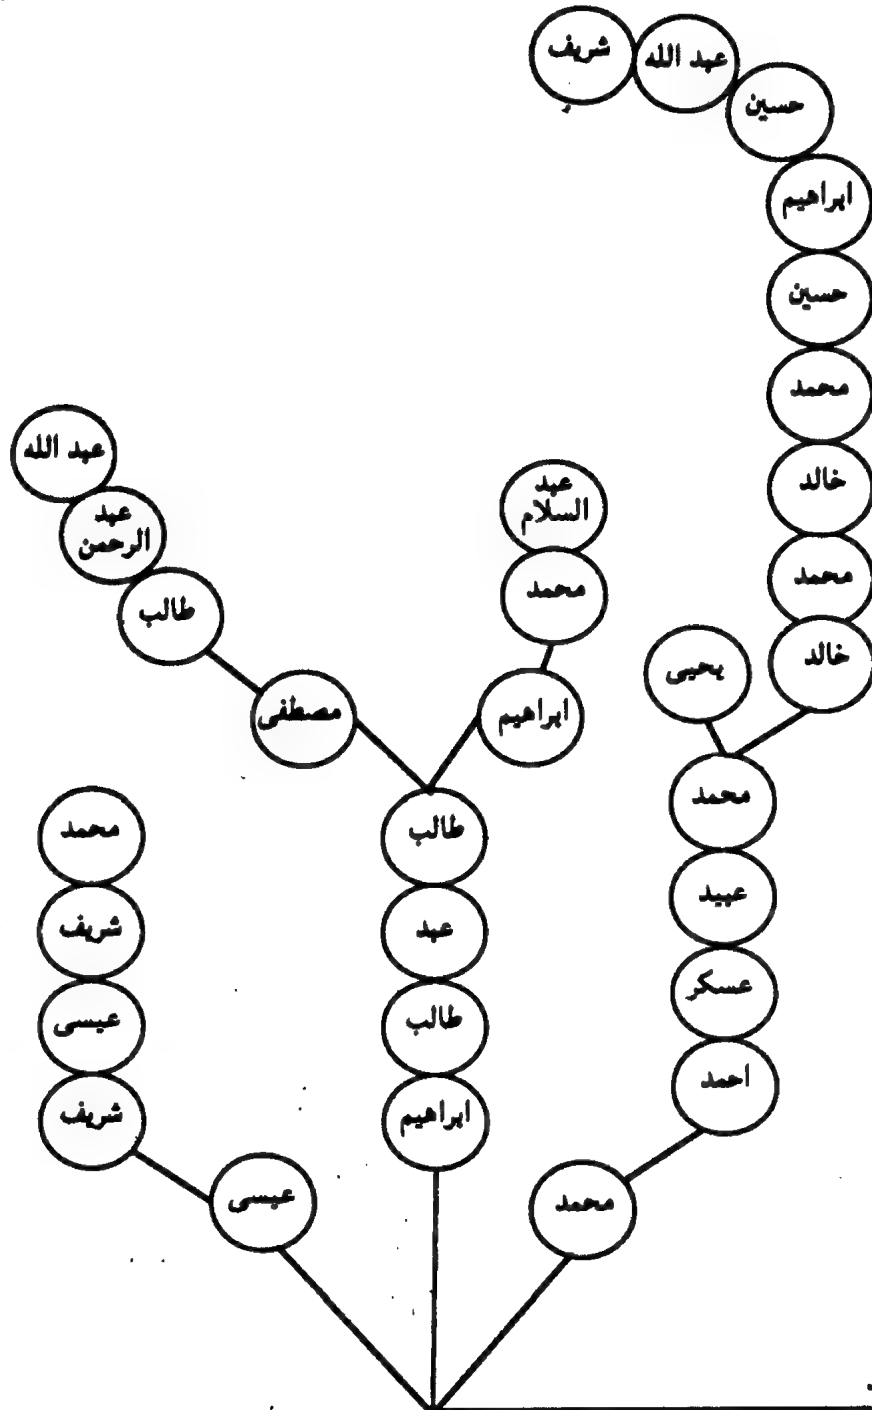 شريف
عبد الله
حسين
ابراهيم
حسين
محمد
خالد
محمد
خالد
يحيى
محمد
عبيد
عسكر
احمد
محمد
عبد
السلام
محمد
ابراهيم
عبد الله
عبد
الرحمن
طالب
مصطفى
طالب
عبد
طالب
ابراهيم
محمد
شريف
عيسى
شريف
عيسى